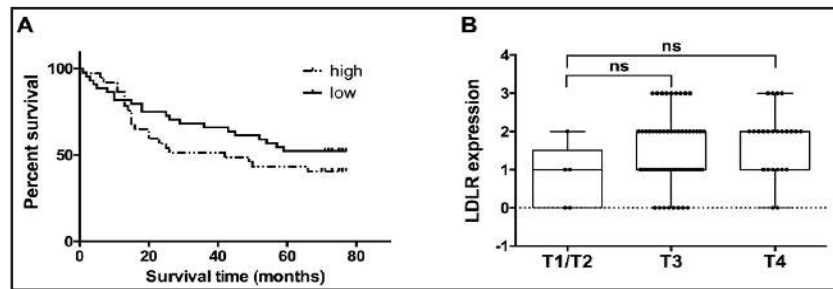 A
Percent survival
100
50
0
0
20
40
60
80
100
Survival time (months)
high
low
B
LDLR expression
4
3
2
1
0
-1
ns
ns
T1/T2
T3
T4